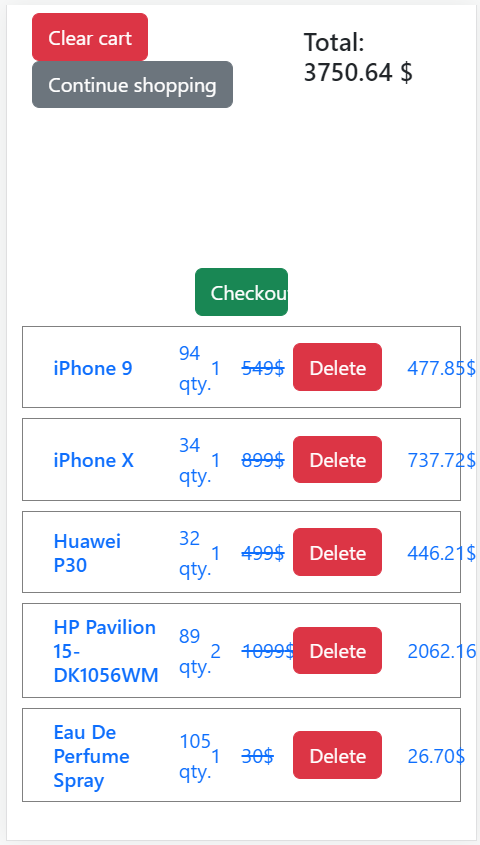 Clear cart
Total:
3750.64 $
Continue shopping
Checkou
iPhone 9
94
qty.
1
549$
Delete
477.85$
iPhone X
34
qty.
1
899$
Delete
737.72$
Huawei
P30
32
qty.
1
499$
Delete
446.21$
HP Pavilion
15-
DK1056WM
89
qty.
2
1099$
Delete
2062.16
Eau De
Perfume
Spray
105
qty.
1
30$
Delete
26.70$